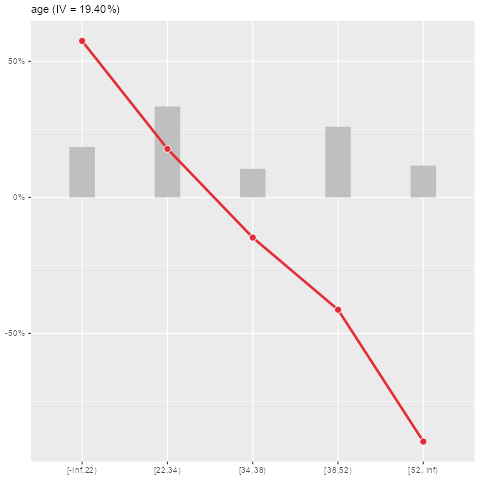 age (IV = 19.40%)
50%
0%
-50%
[-Inf,22) [22,34) [34,38) [38,52) [52, Inf)